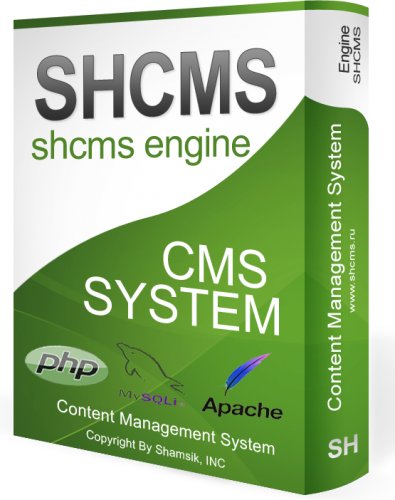 SHCMS
shcms engine
CMS
SYSTEM
php
MySQLi
Apache
Content Management System
Copyright By Shamsik, INC
Engine
SHCMS
Content Management System
www.shcms.ru
SH